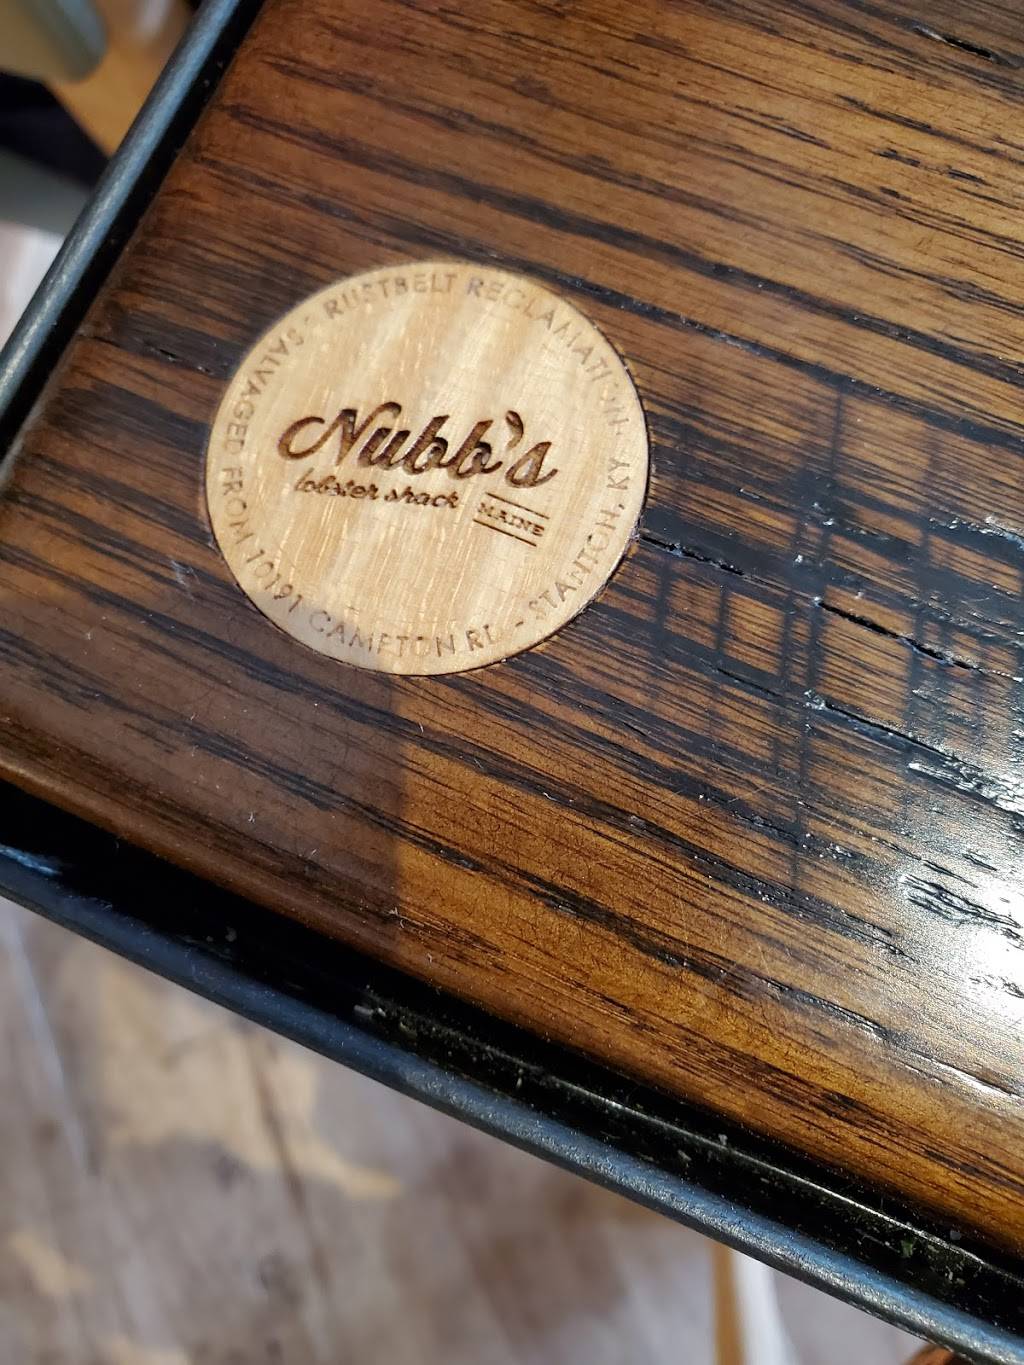 RUSTBELT RECLAMATION · SALVAGED FROM 10191 CAMPTON RD. - STANTON, KY
Nubb's
lobster shack
MAINE